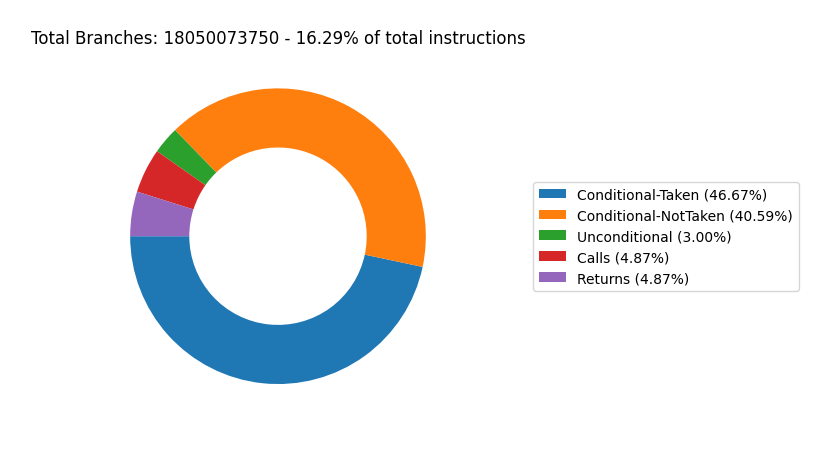 Total Branches: 18050073750 - 16.29% of total instructions
Conditional-Taken (46.67%)
Conditional-NotTaken (40.59%)
Unconditional (3.00%)
Calls (4.87%)
Returns (4.87%)